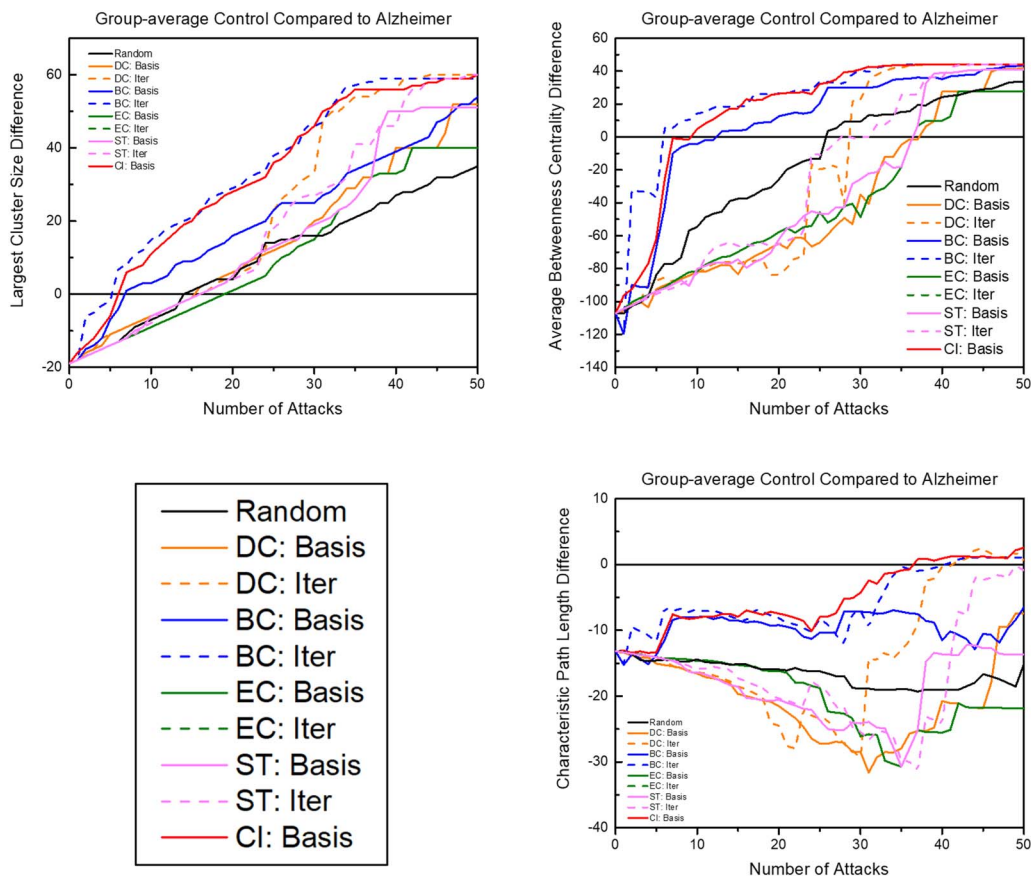 Group-average Control Compared to Alzheimer
Largest Cluster Size Difference
60
40
20
0
-20
Random
DC: Basis
DC: Iter
BC: Basis
BC: Iter
EC: Basis
EC: Iter
ST: Basis
ST: Iter
CI: Basis
0 10 20 30 40 50
Number of Attacks
Group-average Control Compared to Alzheimer
Average Betweenness Centrality Difference
60
40
20
0
-20
-40
-60
-80
-100
-120
-140
Random
DC: Basis
DC: Iter
BC: Basis
BC: Iter
EC: Basis
EC: Iter
ST: Basis
ST: Iter
CI: Basis
0 10 20 30 40 50
Number of Attacks
Random
DC: Basis
DC: Iter
BC: Basis
BC: Iter
EC: Basis
EC: Iter
ST: Basis
ST: Iter
CI: Basis
Group-average Control Compared to Alzheimer
Characteristic Path Length Difference
10
0
-10
-20
-30
-40
Random
DC: Basis
DC: Iter
BC: Basis
BC: Iter
EC: Basis
EC: Iter
ST: Basis
ST: Iter
CI: Basis
0 10 20 30 40 50
Number of Attacks